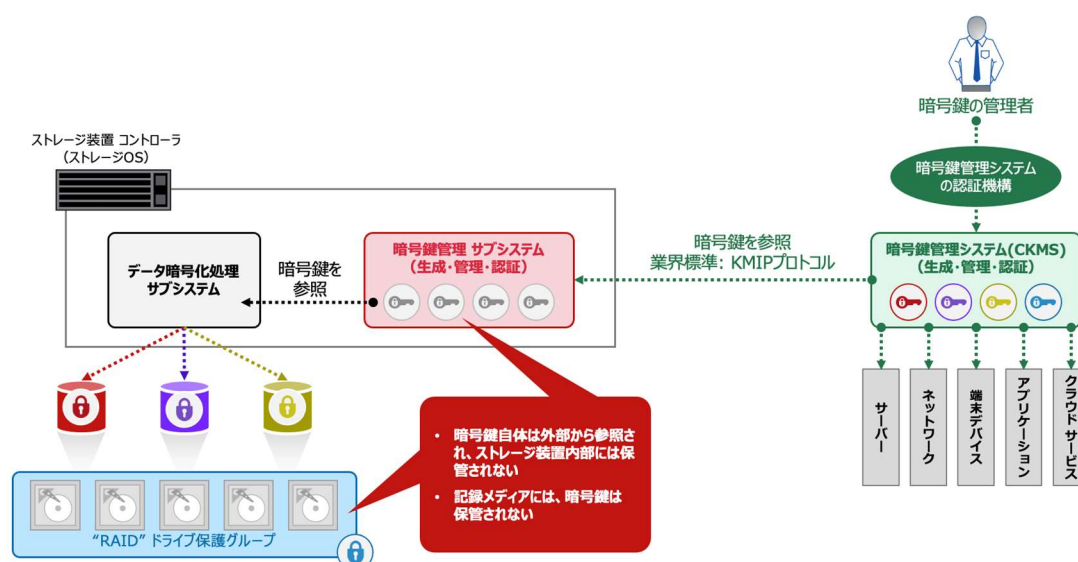 暗号鍵の管理者
ストレージ装置 コントローラ
(ストレージOS)
暗号鍵管理システム
の認証機構
データ暗号化処理
サブシステム
暗号鍵を
参照
暗号鍵管理 サブシステム
(生成・管理・認証)
暗号鍵を参照
業界標準: KMIPプロトコル
暗号鍵管理システム(CKMS)
(生成・管理・認証)
サーバー
ネットワーク
端末デバイス
アプリケーション
クラウド サービス
• 暗号鍵自体は外部から参照さ
れ、ストレージ装置内部には保
管されない
• 記録メディアには、暗号鍵は
保管されない
“RAID” ドライブ保護グループ